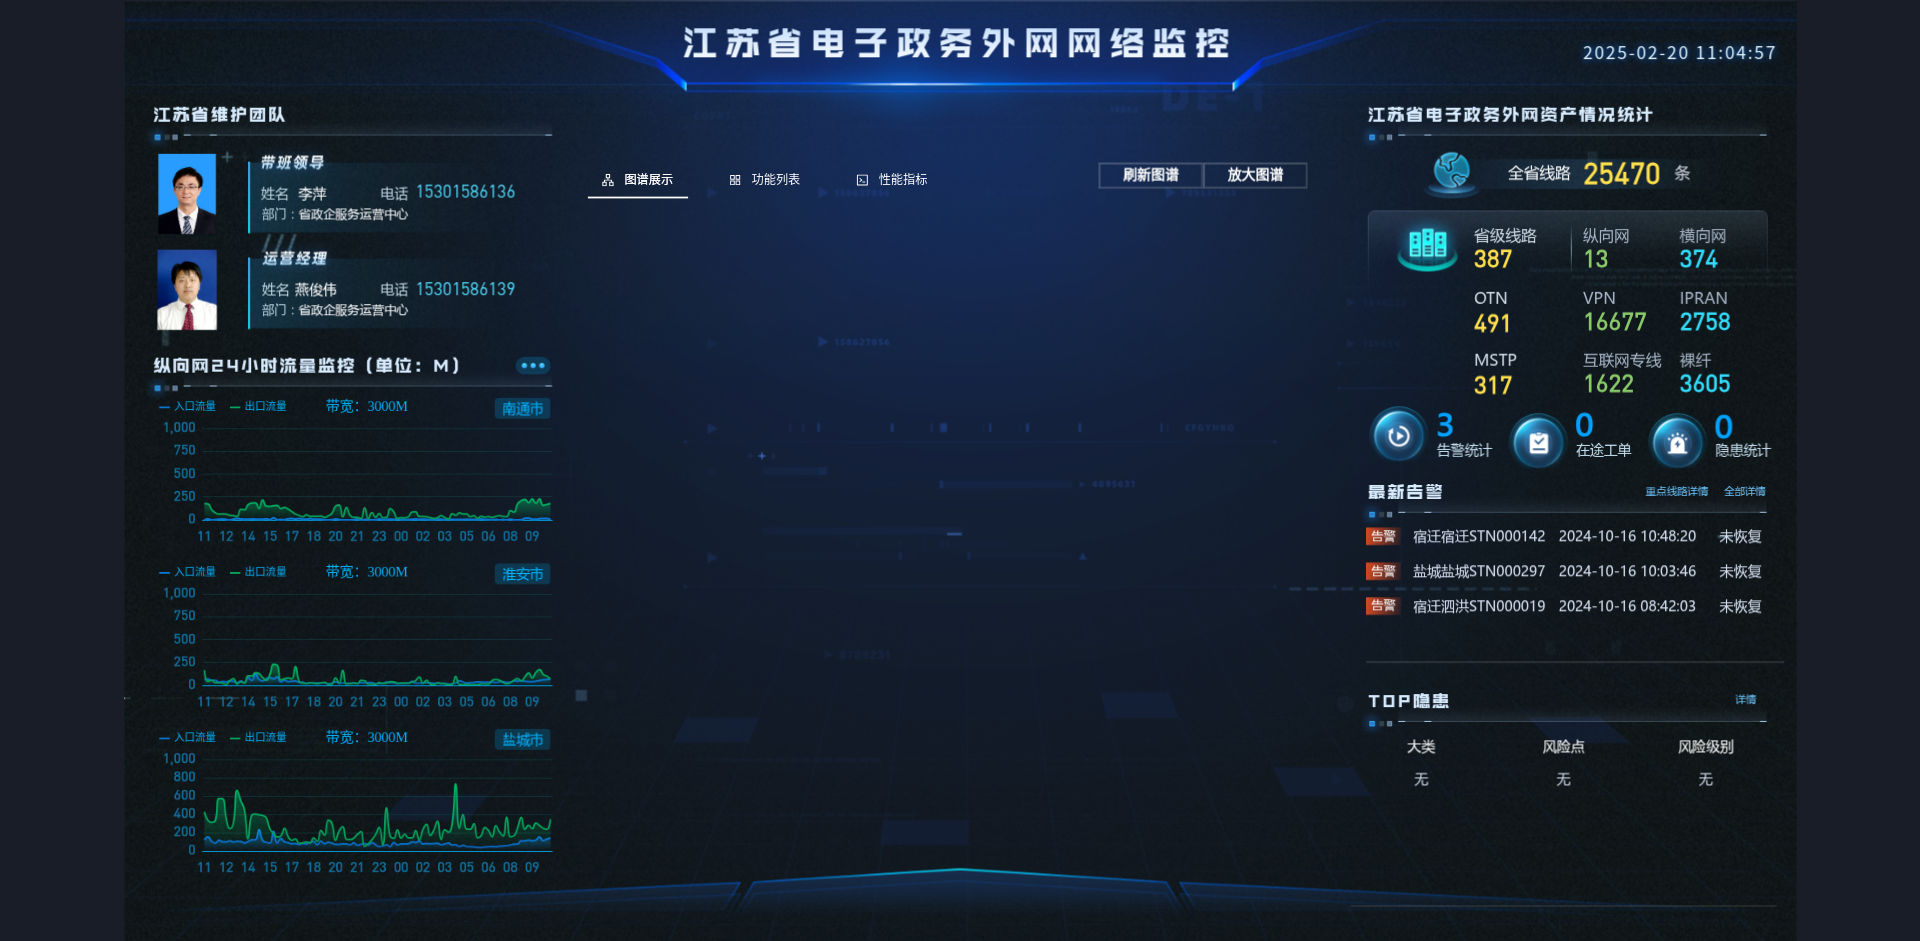 江苏省电子政务外网网络监控
2025-02-20 11:04:57
江苏省维护团队
带班领导
姓名 李萍 电话 15301586136
部门：省政企服务运营中心
运营经理
姓名 燕俊伟 电话 15301586139
部门：省政企服务运营中心
纵向网24小时流量监控（单位：M）
入口流量 出口流量 带宽：3000M 南通市
1,000
750
500
250
0
11 12 14 15 17 18 20 21 23 00 02 03 05 06 08 09
入口流量 出口流量 带宽：3000M 淮安市
1,000
750
500
250
0
11 12 14 15 17 18 20 21 23 00 02 03 05 06 08 09
入口流量 出口流量 带宽：3000M 盐城市
1,000
800
600
400
200
0
11 12 14 15 17 18 20 21 23 00 02 03 05 06 08 09
图谱展示 功能列表 性能指标 刷新图谱 放大图谱
江苏省电子政务外网资产情况统计
全省线路 25470 条
省级线路 纵向网 横向网
387 13 374
OTN VPN IPRAN
491 16677 2758
MSTP 互联网专线 裸纤
317 1622 3605
3 0 0
告警统计 在途工单 隐患统计
最新告警 重点线路详情 全部详情
告警 宿迁宿迁STN000142 2024-10-16 10:48:20 未恢复
告警 盐城盐城STN000297 2024-10-16 10:03:46 未恢复
告警 宿迁泗洪STN000019 2024-10-16 08:42:03 未恢复
TOP隐患 详情
大类 风险点 风险级别
无 无 无